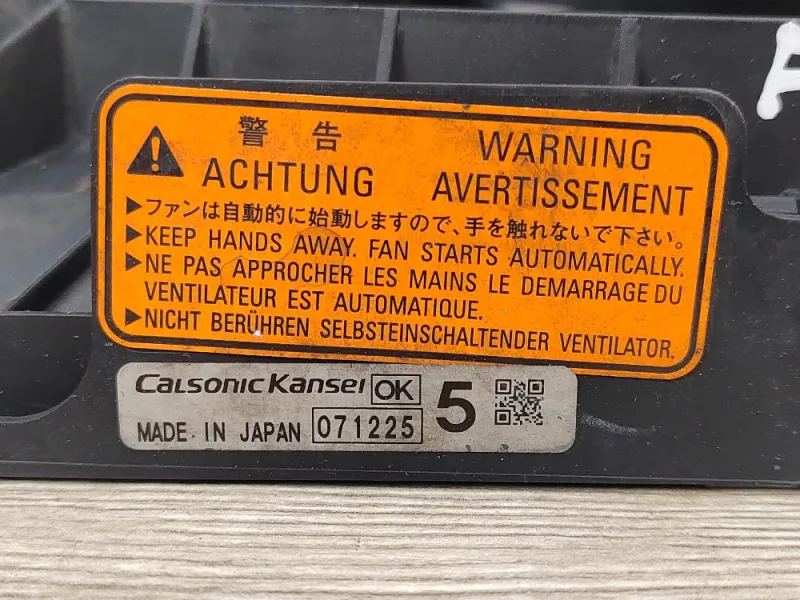 警告
WARNING
ACHTUNG
AVERTISSEMENT
▶ファンは自動的に始動しますので、手を触れないで下さい。
▶KEEP HANDS AWAY. FAN STARTS AUTOMATICALLY.
▶NE PAS APPROCHER LES MAINS LE DEMARRAGE DU
VENTILATEUR EST AUTOMATIQUE.
▶NICHT BERÜHREN SELBSTEINSCHALTENDER VENTILATOR.
CalsonicKansei OK 5
MADE IN JAPAN 071225